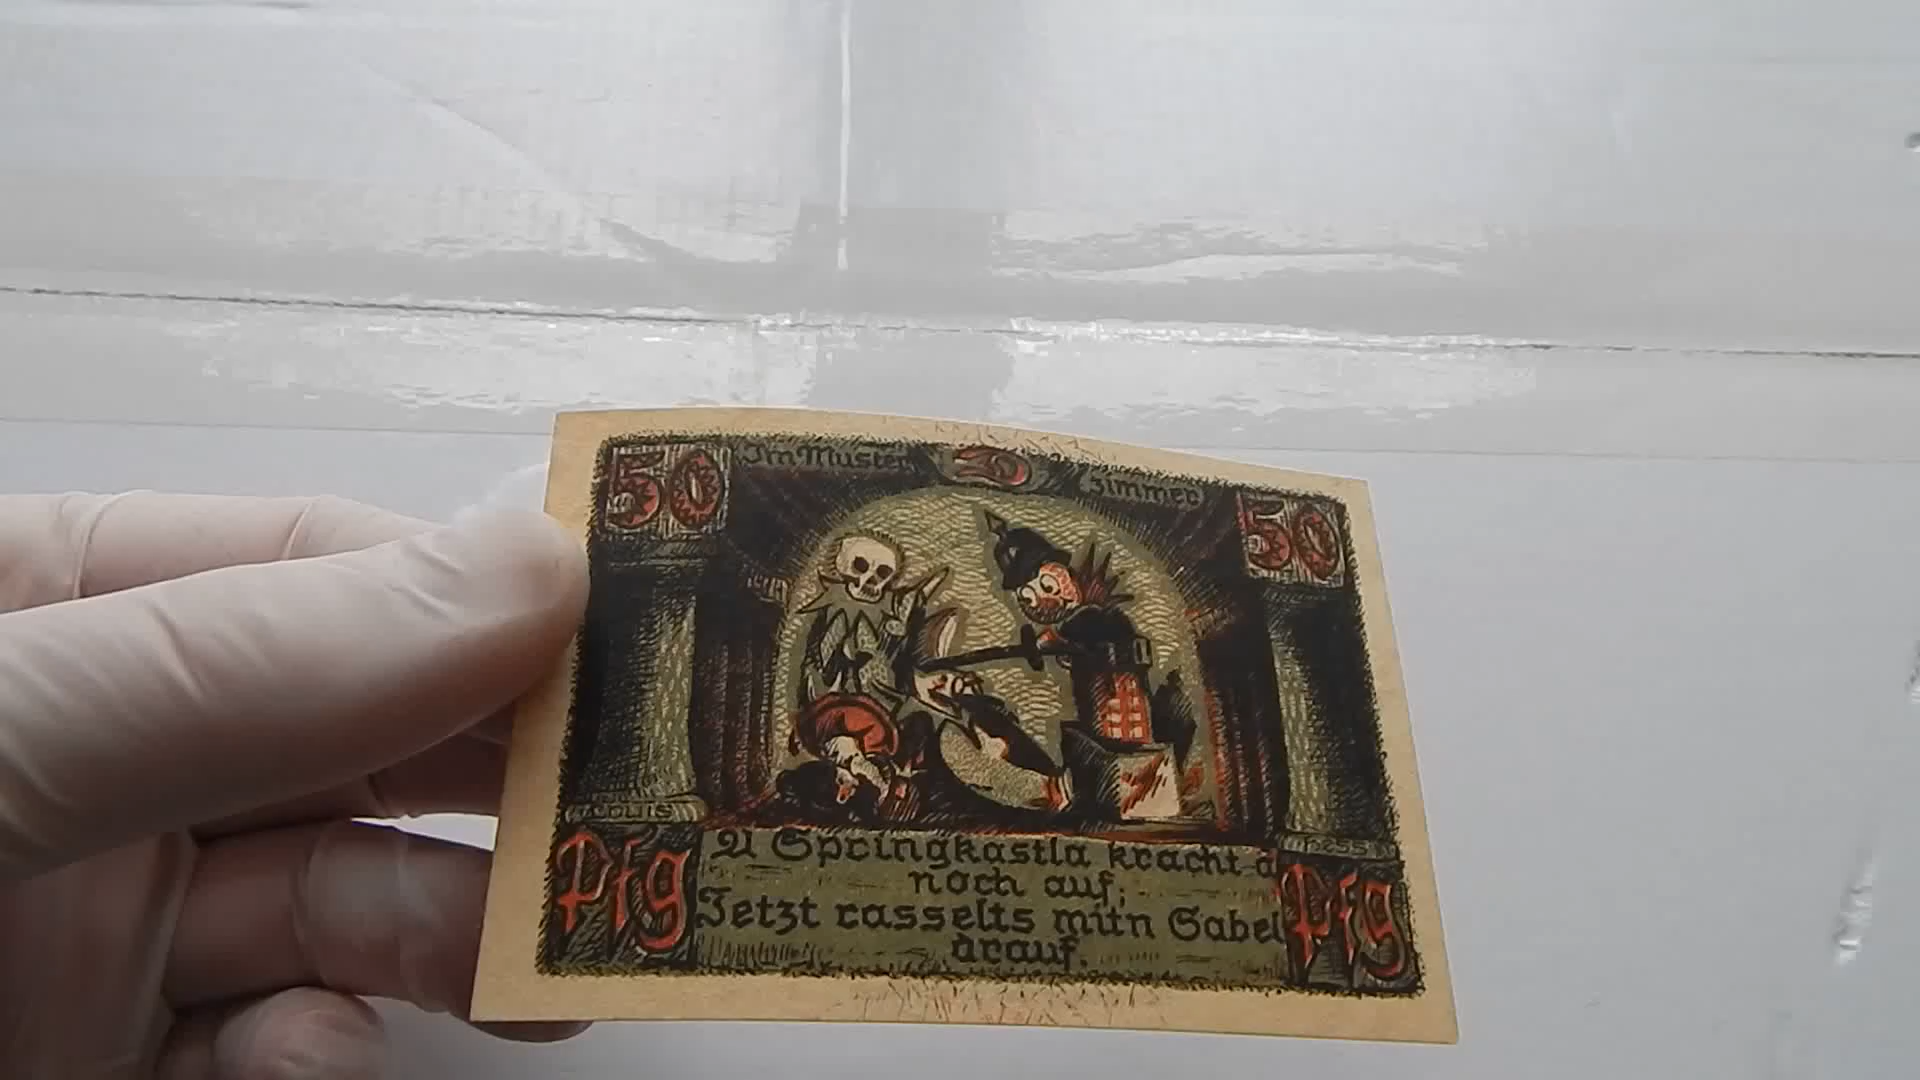 50 Im Muster zimmer 50
A Springkastla kracht a
noch auf;
Jetzt rasselts mitn Sabel
drauf.
Pfg Pfg